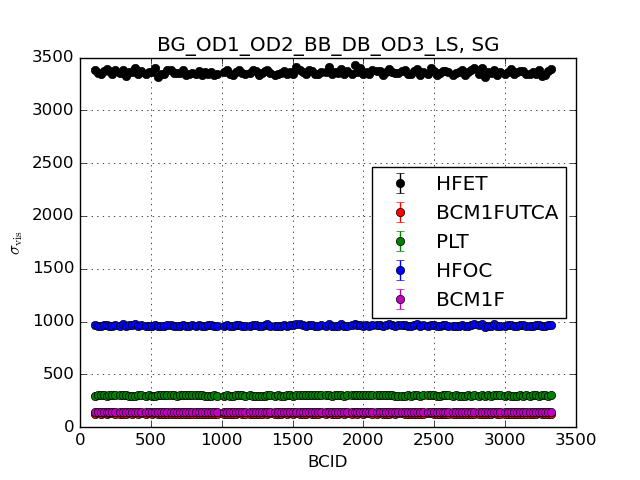 BG_OD1_OD2_BB_DB_OD3_LS, SG
3500
3000
2500
2000
1500
1000
500
0
σvis
HFET
BCM1FUTCA
PLT
HFOC
BCM1F
0 500 1000 1500 2000 2500 3000 3500
BCID